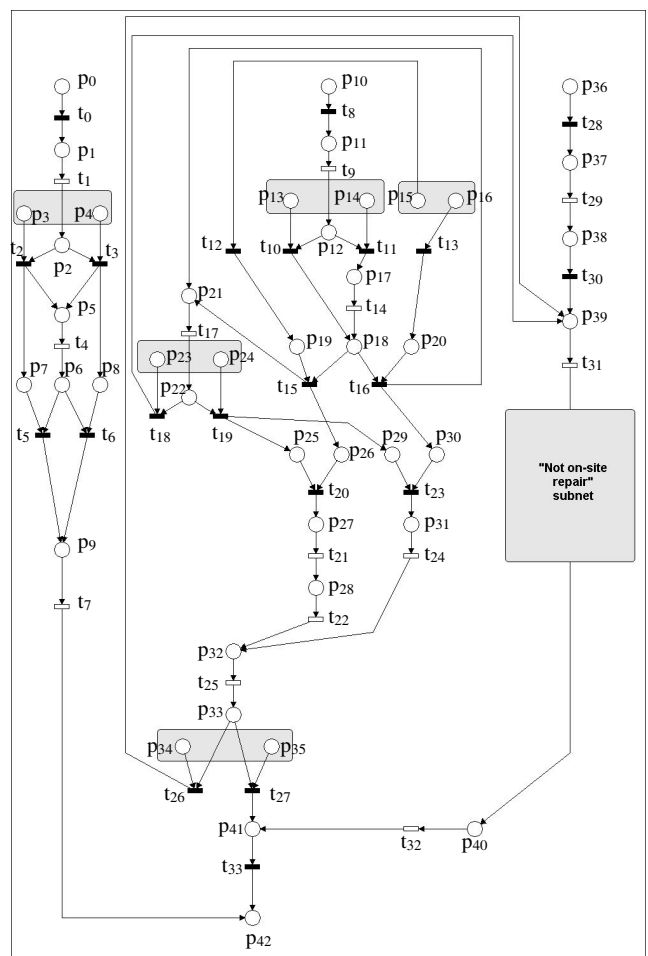 p0 p10 p36
t0 t8 t28
p1 p11 p37
t1 t9 t29
p3 p4 p13 p14 p15 p16
t2 t3 t12 t10 p12 t11 t13 p38
p2 p17 t30
p5 p21 t14 p39
t4 t17 p19 p18 p20 t31
p7 p6 p8 p23 p24 t15 t16
p22
t5 t6 t18 t19 p25 p26 p29 p30
"Not on-site
repair"
subnet
t20 t23
p27 p31
p9 t21 t24
p28
t7 t22
p32
t25
p33
p34 p35
t26 t27
p41 t32 p40
t33
p42